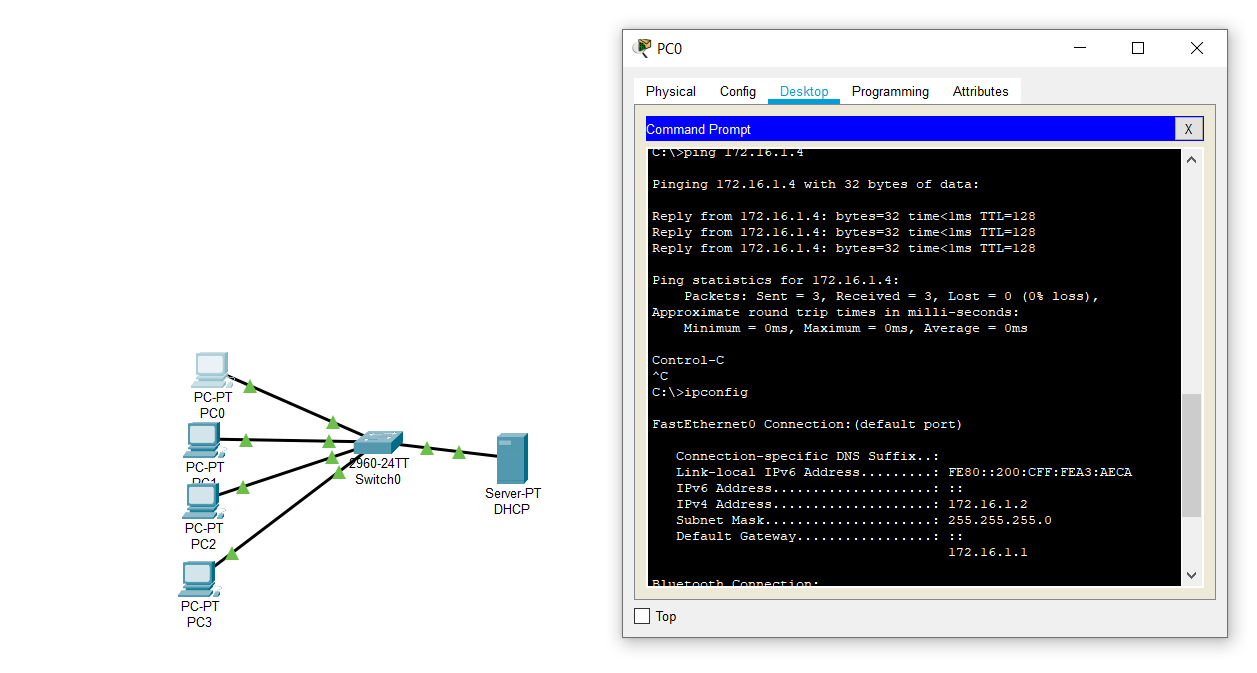 PC0
Physical Config Desktop Programming Attributes
Command Prompt X
C:\>ping 172.16.1.4
Pinging 172.16.1.4 with 32 bytes of data:
Reply from 172.16.1.4: bytes=32 time<1ms TTL=128
Reply from 172.16.1.4: bytes=32 time<1ms TTL=128
Reply from 172.16.1.4: bytes=32 time<1ms TTL=128
Ping statistics for 172.16.1.4:
Packets: Sent = 3, Received = 3, Lost = 0 (0% loss),
Approximate round trip times in milli-seconds:
Minimum = 0ms, Maximum = 0ms, Average = 0ms
Control-C
^C
C:\>ipconfig
FastEthernet0 Connection:(default port)
Connection-specific DNS Suffix..:
Link-local IPv6 Address.........: FE80::200:CFF:FEA3:AECA
IPv6 Address....................: ::
IPv4 Address....................: 172.16.1.2
Subnet Mask.....................: 255.255.255.0
Default Gateway.................: ::
172.16.1.1
Bluetooth Connection:
Top
PC-PT
PC0
PC-PT
PC1
PC-PT
PC2
PC-PT
PC3
2960-24TT
Switch0
Server-PT
DHCP